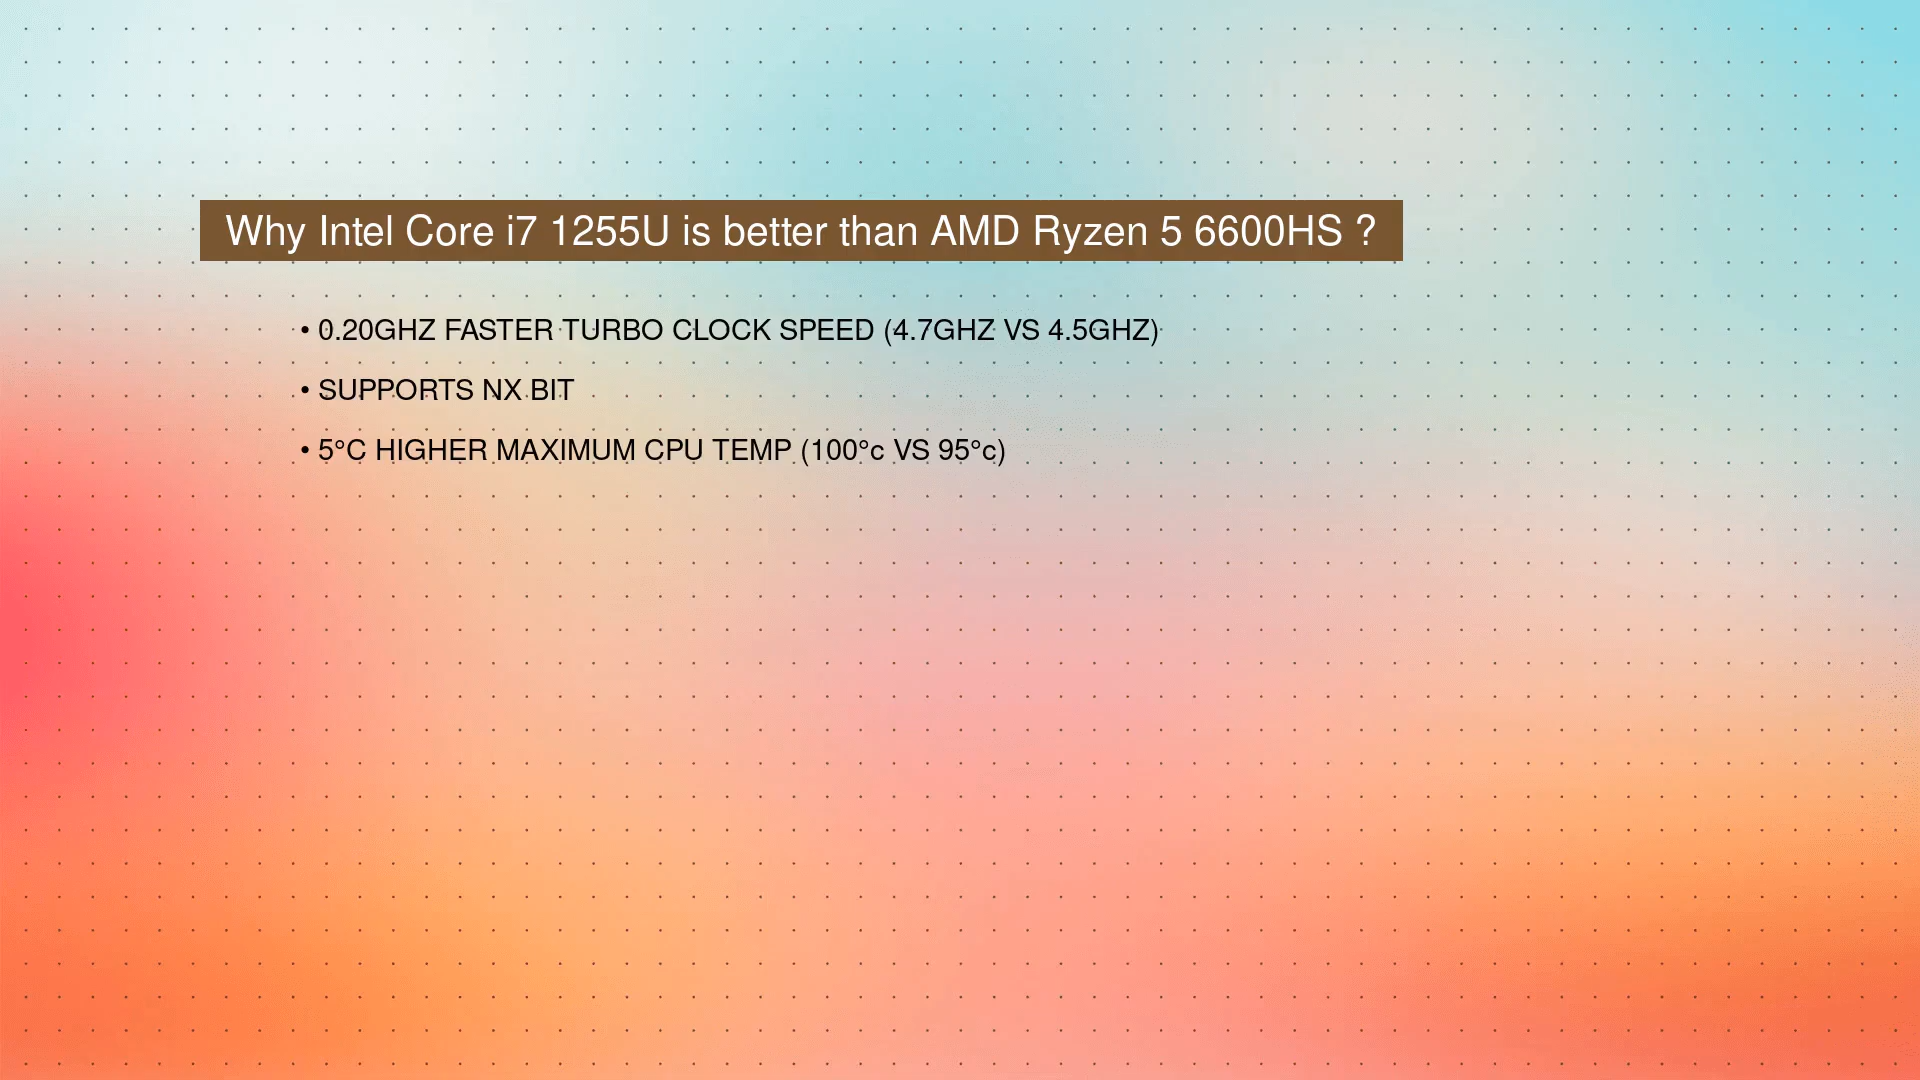 Why Intel Core i7 1255U is better than AMD Ryzen 5 6600HS ?
• 0.20GHZ FASTER TURBO CLOCK SPEED (4.7GHZ VS 4.5GHZ)
• SUPPORTS NX BIT
• 5°C HIGHER MAXIMUM CPU TEMP (100°c VS 95°c)